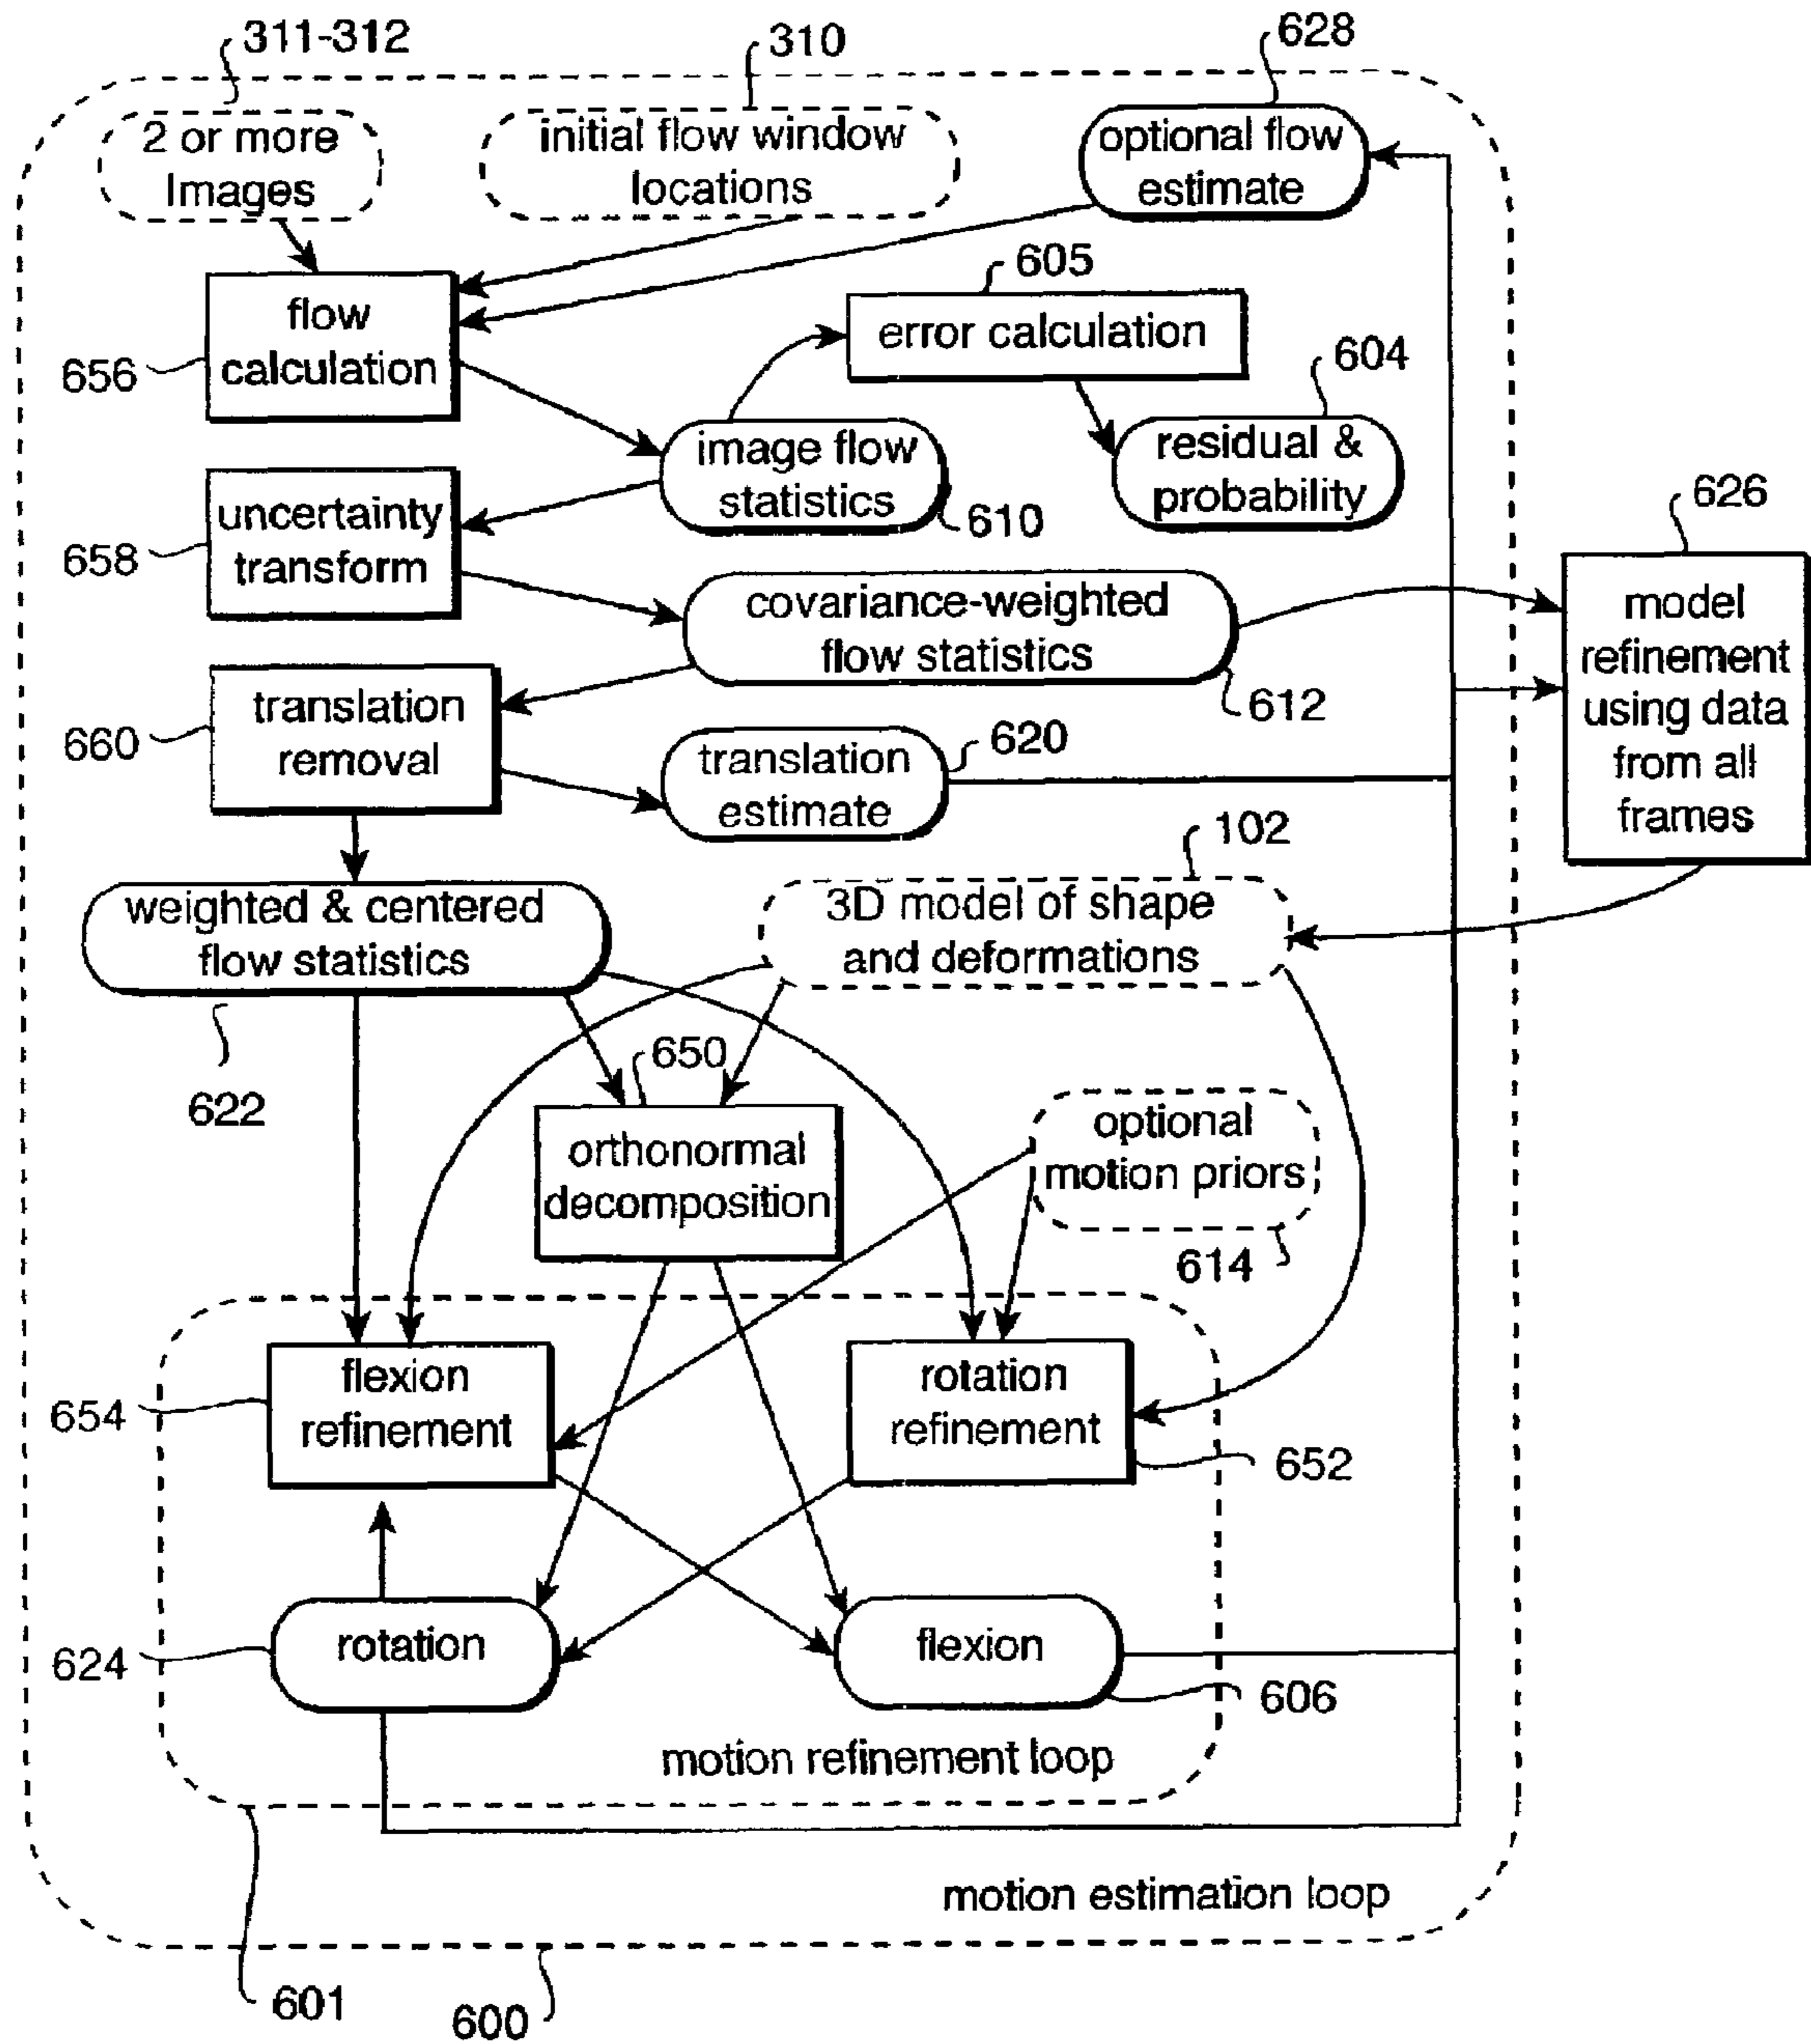 311-312
310
628
2 or more
Images
initial flow window
locations
optional flow
estimate
605
flow
calculation
656
error calculation
604
image flow
statistics
610
residual &
probability
626
uncertainty
transform
658
covariance-weighted
flow statistics
612
model
refinement
using data
from all
frames
translation
removal
660
translation
estimate
620
102
weighted & centered
flow statistics
622
3D model of shape
and deformations
650
orthonormal
decomposition
optional
motion priors
614
flexion
refinement
654
rotation
refinement
652
rotation
624
flexion
606
motion refinement loop
motion estimation loop
601
600